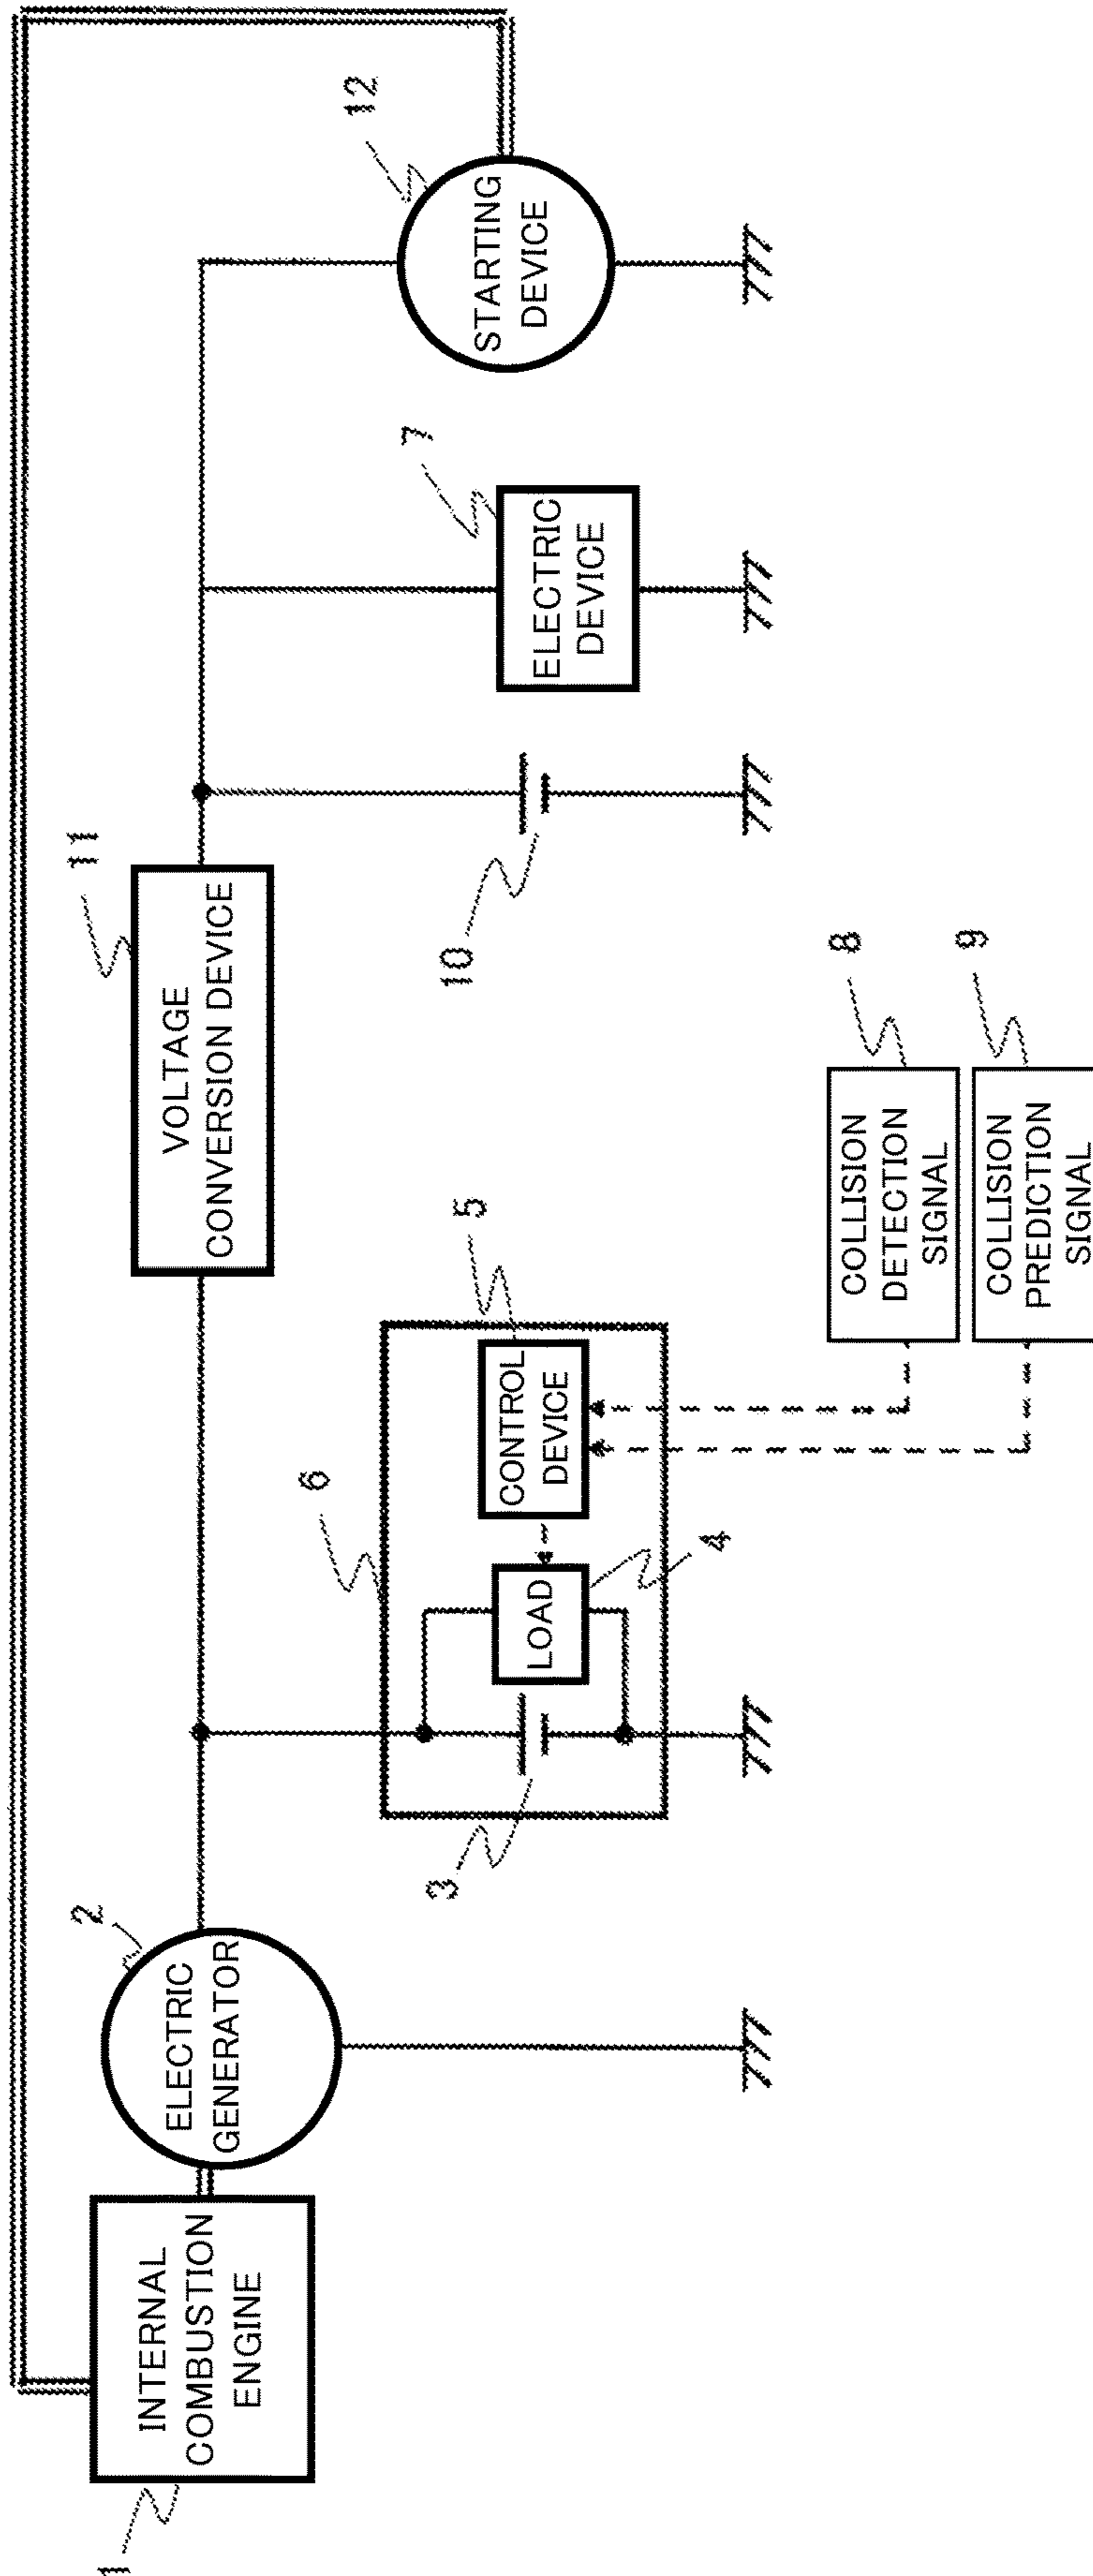 1
INTERNAL
COMBUSTION
ENGINE
2
ELECTRIC
GENERATOR
3
6
LOAD
4
CONTROL
DEVICE
5
11
VOLTAGE
CONVERSION DEVICE
10
7
ELECTRIC
DEVICE
12
STARTING
DEVICE
8
COLLISION
DETECTION
SIGNAL
9
COLLISION
PREDICTION
SIGNAL